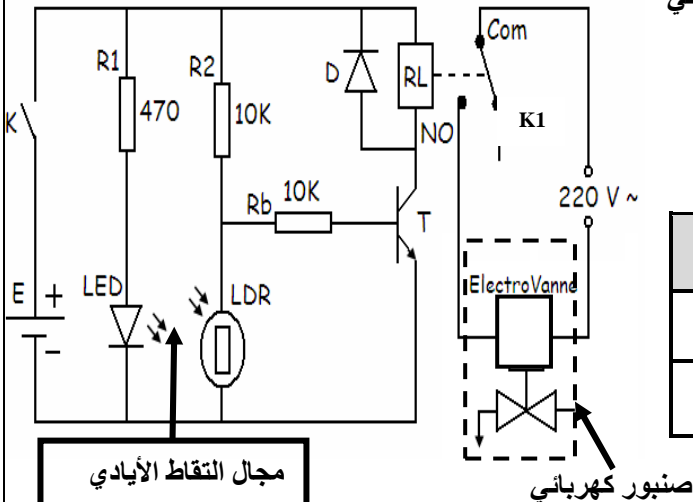 ي
Com
R1
R2
D
RL
K
470
10K
K1
NO
10K
Rb
T
220 V ~
E
+
-
LED
LDR
ElectroVanne
مجال التقاط الأيادي
صنبور كهربائي